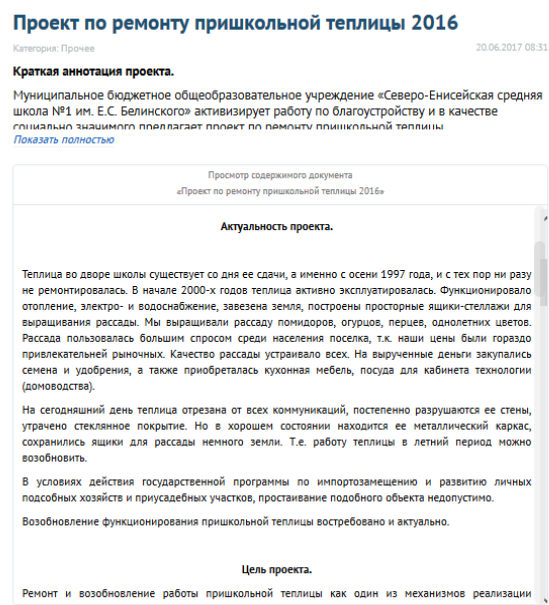 Проект по ремонту пришкольной теплицы 2016
Категория: Прочее
20.06.2017 08:31
Краткая аннотация проекта.
Муниципальное бюджетное общеобразовательное учреждение «Северо-Енисейская средняя
школа №1 им. Е.С. Белинского» активизирует работу по благоустройству и в качестве
социально значимого предлагает проект по ремонту пришкольной теплицы
Показать полностью
Просмотр содержимого документа
«Проект по ремонту пришкольной теплицы 2016»
Актуальность проекта.
Теплица во дворе школы существует со дня ее сдачи, а именно с осени 1997 года, и с тех пор ни разу
не ремонтировалась. В начале 2000-х годов теплица активно эксплуатировалась. Функционировало
отопление, электро- и водоснабжение, завезена земля, построены просторные ящики-стеллажи для
выращивания рассады. Мы выращивали рассаду помидоров, огурцов, перцев, однолетних цветов.
Рассада пользовалась большим спросом среди населения поселка, т.к. наши цены были гораздо
привлекательней рыночных. Качество рассады устраивало всех. На вырученные деньги закупались
семена и удобрения, а также приобреталась кухонная мебель, посуда для кабинета технологии
(домоводства).
На сегодняшний день теплица отрезана от всех коммуникаций, постепенно разрушаются ее стены,
утрачено стеклянное покрытие. Но в хорошем состоянии находится ее металлический каркас,
сохранились ящики для рассады немного земли. Т.е. работу теплицы в летний период можно
возобновить.
В условиях действия государственной программы по импортозамещению и развитию личных
подсобных хозяйств и приусадебных участков, простаивание подобного объекта недопустимо.
Возобновление функционирования пришкольной теплицы востребовано и актуально.
Цель проекта.
Ремонт и возобновление работы пришкольной теплицы как один из механизмов реализации